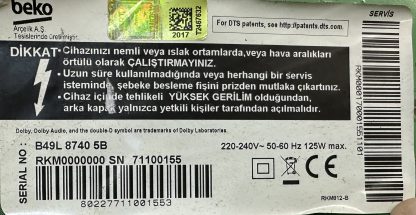 beko
Arçelik A.Ş.
Tesislerinde Üretilmiştir.
2017
T2467632
For DTS patents, see http://patents.dts.com.
SERVİS
DİKKAT
• Cihazınızı nemli veya ıslak ortamlarda,veya hava aralıkları
örtülü olarak ÇALIŞTIRMAYINIZ.
• Uzun süre kullanılmadığında veya herhangi bir servis
isteminde, şebeke besleme fişini prizden mutlaka çıkartınız.
• Cihaz içinde tehlikeli YÜKSEK GERİLİM olduğundan,
arka kapak yalnızca yetkili kişiler tarafından açılmalıdır.
Dolby, Dolby Audio, and the double-D symbol are trademarks of Dolby Laboratories.
SERIAL NO :
B49L 8740 5B
220-240V~ 50-60 Hz 125W max.
RKM0000000 SN 71100155
80227711001553
RKM012-B